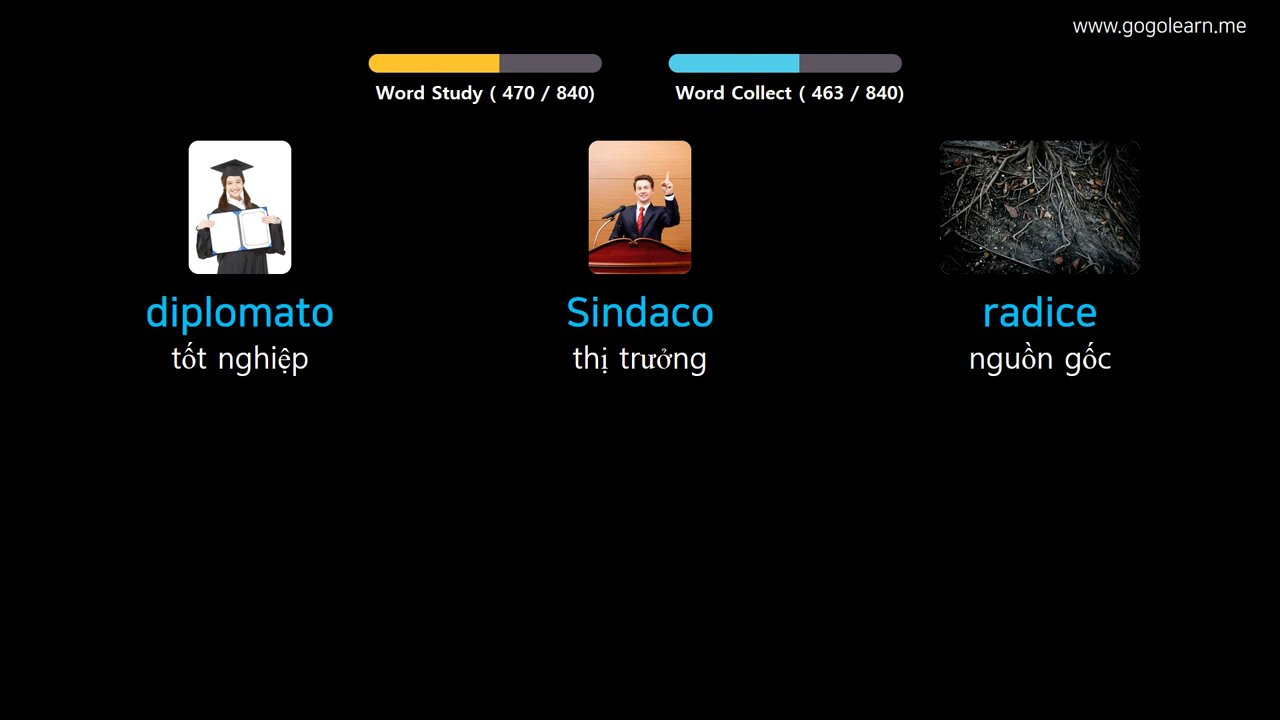 www.gogolearn.me
Word Study ( 470 / 840)
Word Collect ( 463 / 840)
diplomato
Sindaco
radice
tốt nghiệp
thị trưởng
nguồn gốc